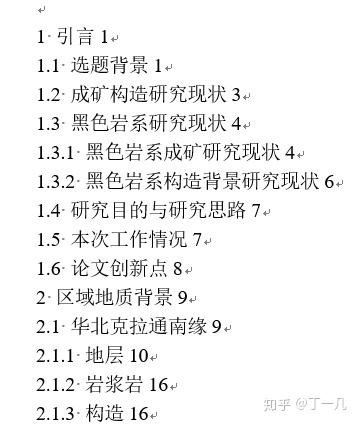 1 引言 1
1.1 选题背景 1
1.2 成矿构造研究现状 3
1.3 黑色岩系研究现状 4
1.3.1 黑色岩系成矿研究现状 4
1.3.2 黑色岩系构造背景研究现状 6
1.4 研究目的与研究思路 7
1.5 本次工作情况 7
1.6 论文创新点 8
2 区域地质背景 9
2.1 华北克拉通南缘 9
2.1.1 地层 10
2.1.2 岩浆岩 16
2.1.3 构造 16
知乎 @丁一几